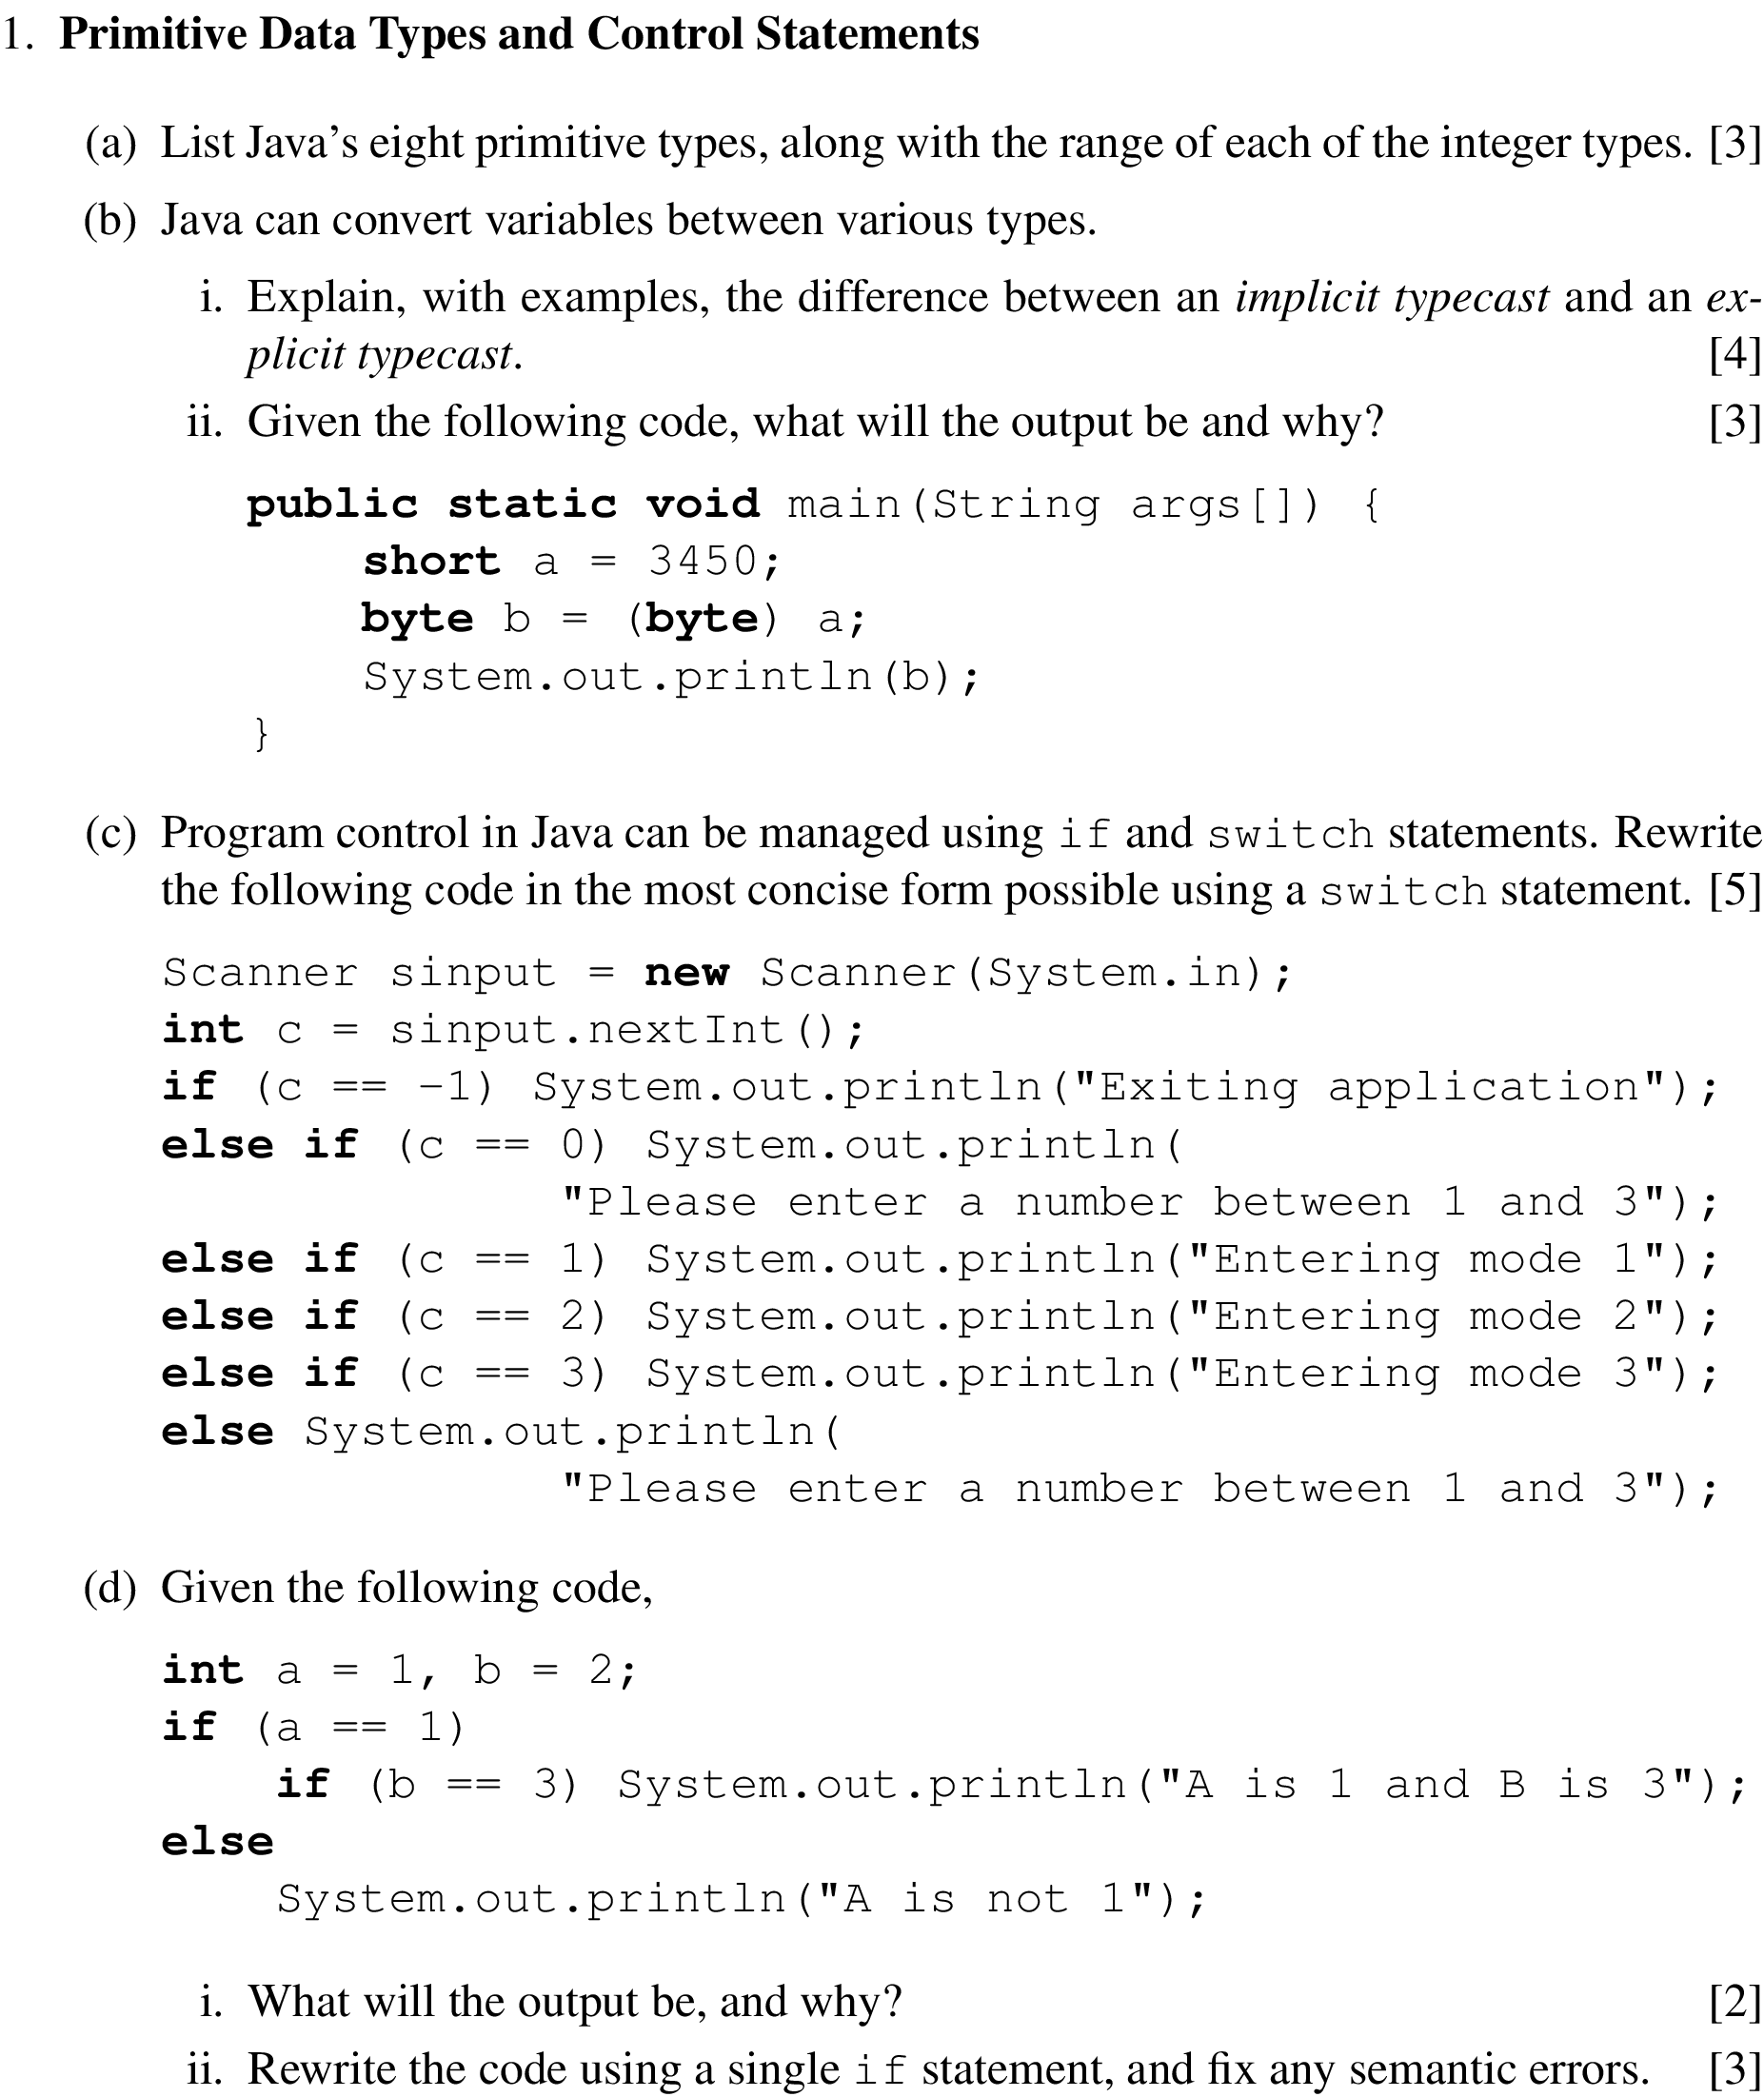 1. Primitive Data Types and Control Statements
(a) List Java’s eight primitive types, along with the range of each of the integer types. [3]
(b) Java can convert variables between various types.
i. Explain, with examples, the difference between an implicit typecast and an ex-
plicit typecast. [4]
ii. Given the following code, what will the output be and why? [3]
public static void main(String args[]) {
    short a = 3450;
    byte b = (byte) a;
    System.out.println(b);
}
(c) Program control in Java can be managed using if and switch statements. Rewrite
the following code in the most concise form possible using a switch statement. [5]
Scanner sinput = new Scanner(System.in);
int c = sinput.nextInt();
if (c == -1) System.out.println("Exiting application");
else if (c == 0) System.out.println(
              "Please enter a number between 1 and 3");
else if (c == 1) System.out.println("Entering mode 1");
else if (c == 2) System.out.println("Entering mode 2");
else if (c == 3) System.out.println("Entering mode 3");
else System.out.println(
              "Please enter a number between 1 and 3");
(d) Given the following code,
int a = 1, b = 2;
if (a == 1)
    if (b == 3) System.out.println("A is 1 and B is 3");
else
    System.out.println("A is not 1");
i. What will the output be, and why? [2]
ii. Rewrite the code using a single if statement, and fix any semantic errors. [3]